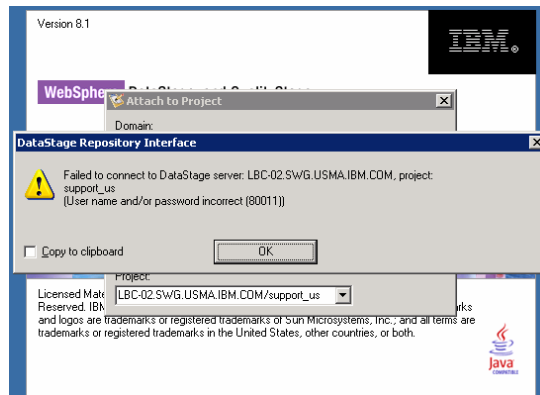 Version 8.1
IBM®
WebSphe
Attach to Project
Domain:
DataStage Repository Interface
Failed to connect to DataStage server: LBC-02.SWG.USMA.IBM.COM, project:
support_us
(User name and/or password incorrect (80011))
Copy to clipboard
OK
Project:
LBC-02.SWG.USMA.IBM.COM/support_us
Licensed Mate
Reserved. IBM
rks
and logos are trademarks or registered trademarks of Sun Microsystems, Inc.; and all terms are
trademarks or registered trademarks in the United States, other countries, or both.
Java
COMPATIBLE